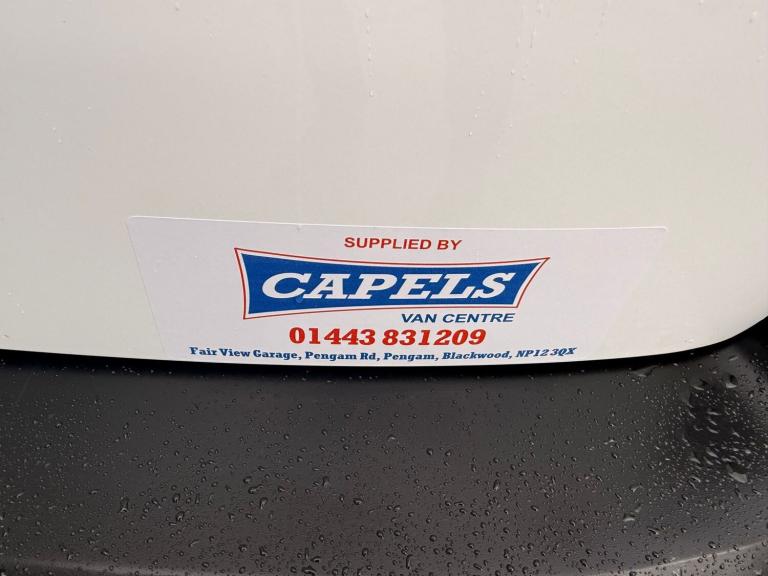 SUPPLIED BY
CAPELS
VAN CENTRE
01443 831209
Fair View Garage, Pengam Rd, Pengam, Blackwood, NP12 3QX